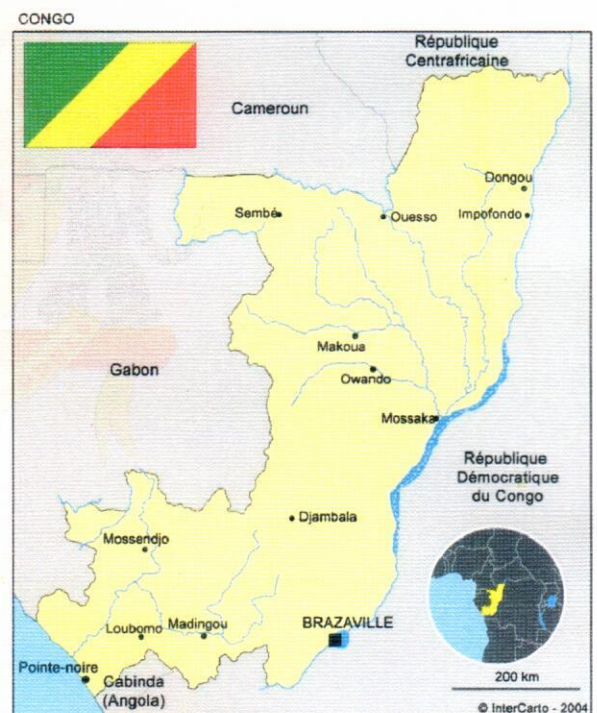 CONGO
République
Centrafricaine
Cameroun
Dongou
Sembé
Ouesso
Impofondo
Makoua
Gabon
Owando
Mossaka
République
Démocratique
du Congo
Djambala
Mossendjo
BRAZAVILLE
Loubomo
Madingou
Pointe-noire
Cabinda
(Angola)
200 km
© InterCarto - 2004